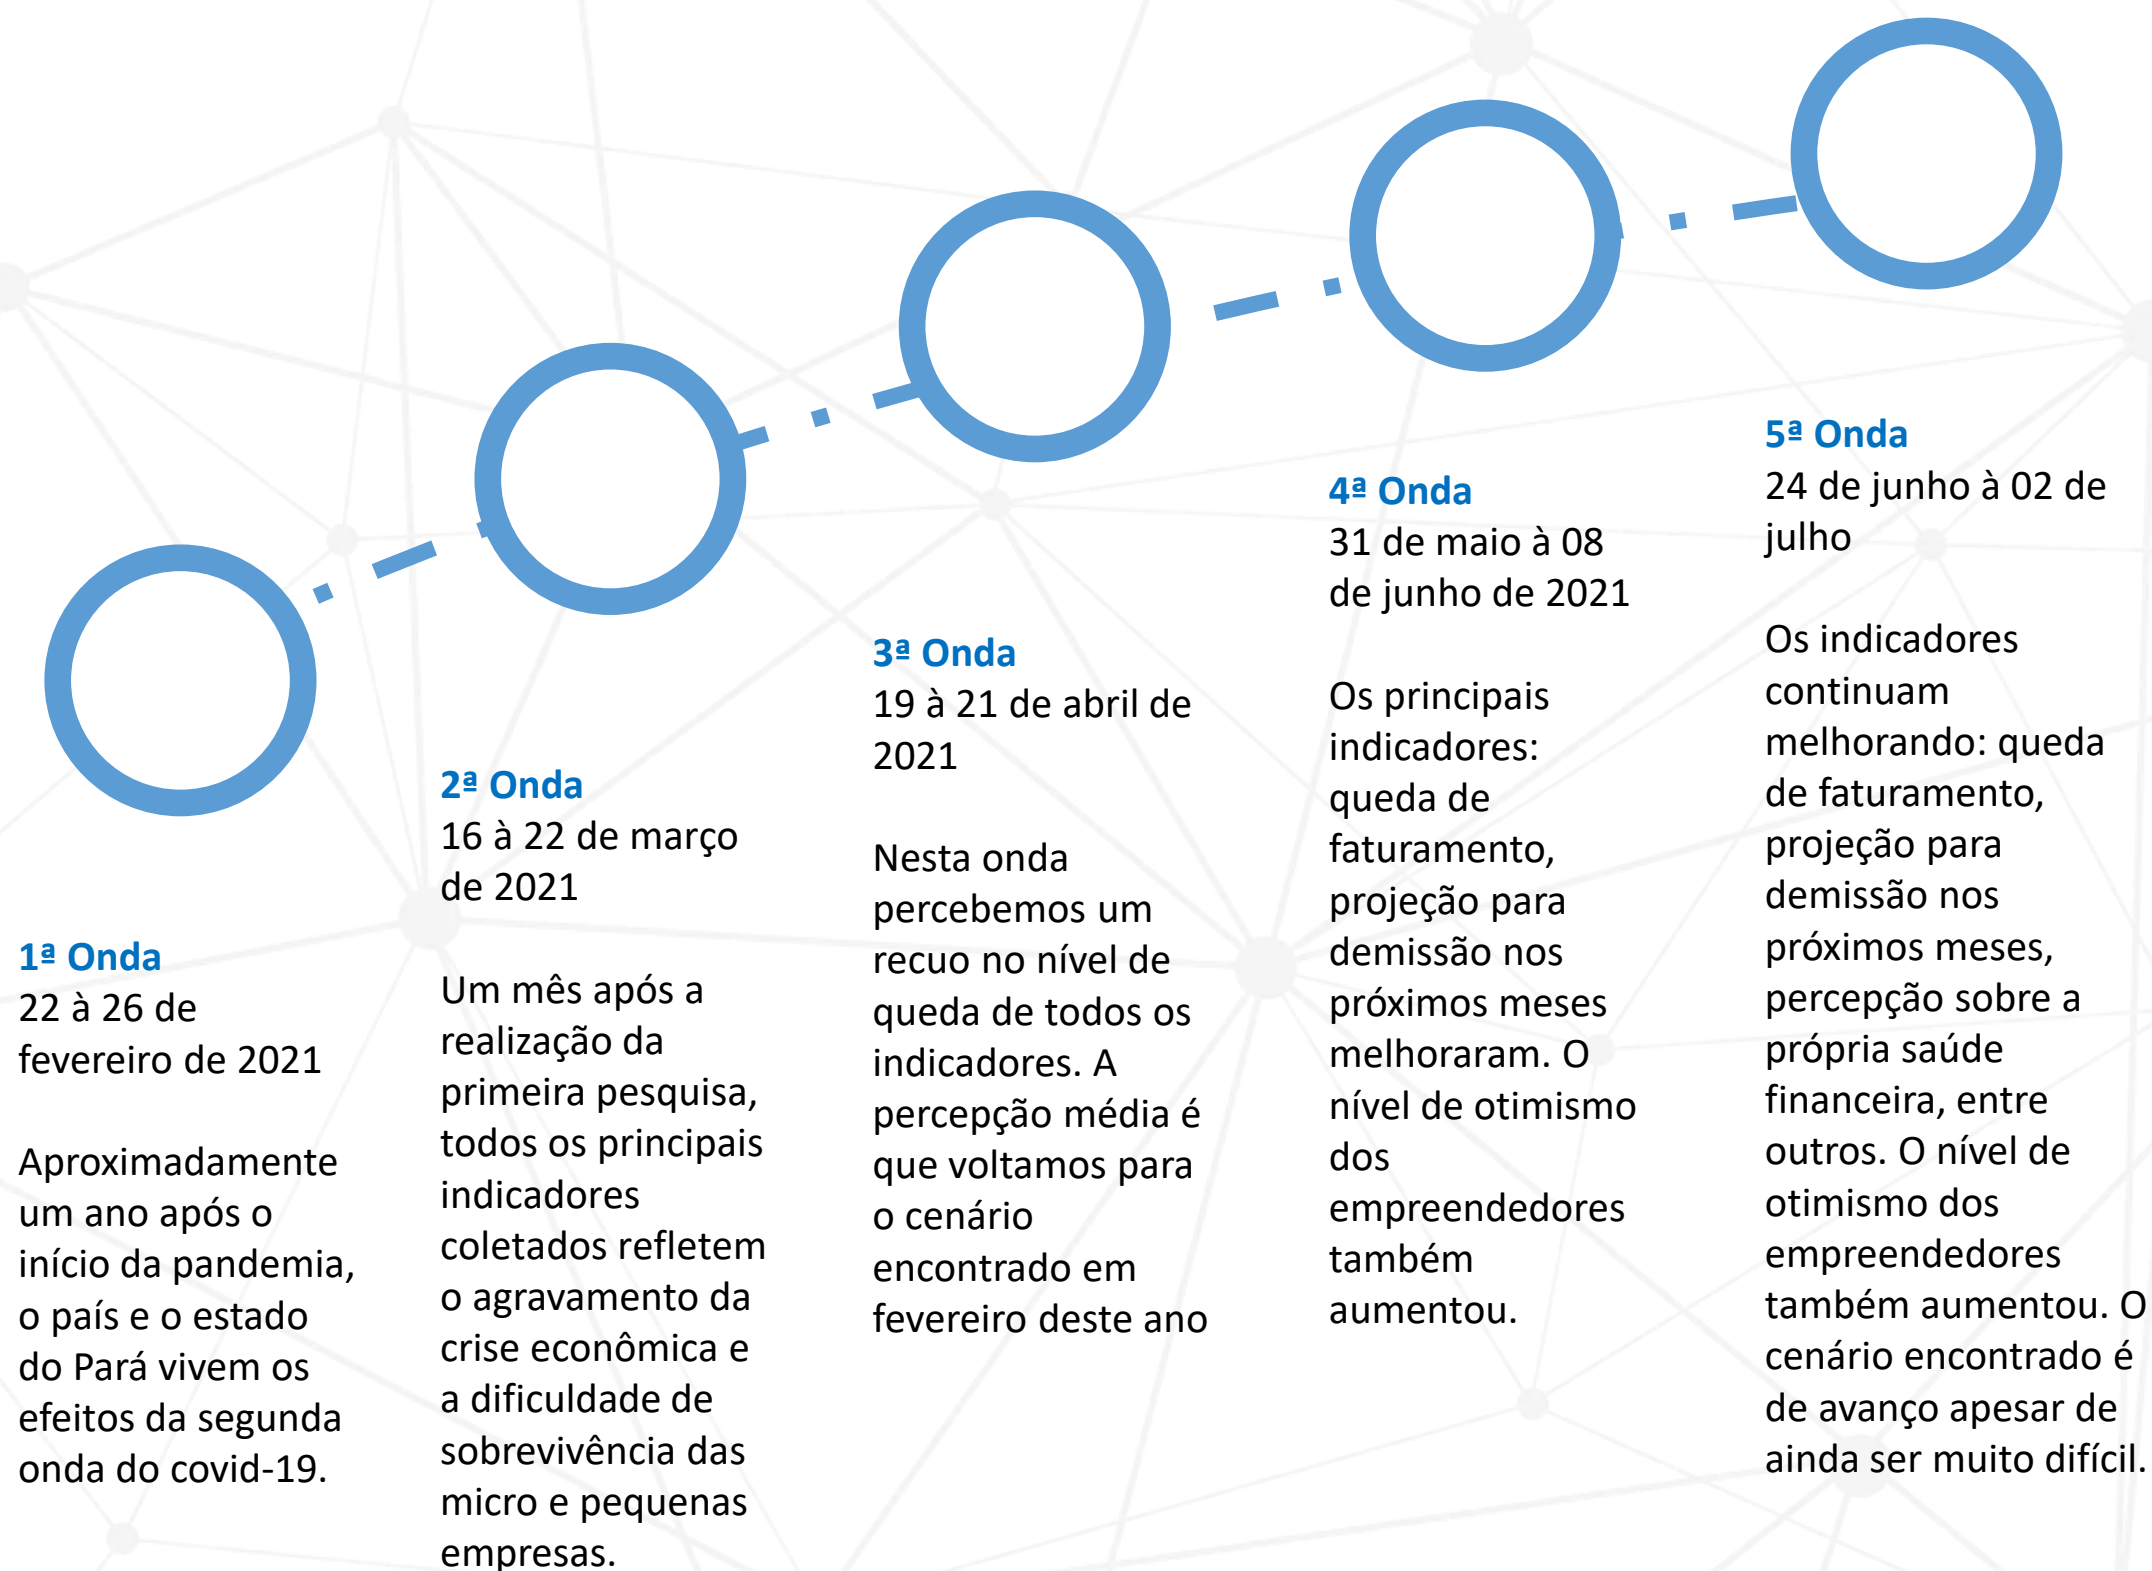 1ª Onda
22 à 26 de
fevereiro de 2021
Aproximadamente
um ano após o
início da pandemia,
o país e o estado
do Pará vivem os
efeitos da segunda
onda do covid-19.
2ª Onda
16 à 22 de março
de 2021
Um mês após a
realização da
primeira pesquisa,
todos os principais
indicadores
coletados refletem
o agravamento da
crise econômica e
a dificuldade de
sobrevivência das
micro e pequenas
empresas.
3ª Onda
19 à 21 de abril de
2021
Nesta onda
percebemos um
recuo no nível de
queda de todos os
indicadores. A
percepção média é
que voltamos para
o cenário
encontrado em
fevereiro deste ano
4ª Onda
31 de maio à 08
de junho de 2021
Os principais
indicadores:
queda de
faturamento,
projeção para
demissão nos
próximos meses
melhoraram. O
nível de otimismo
dos
empreendedores
também
aumentou.
5ª Onda
24 de junho à 02 de
julho
Os indicadores
continuam
melhorando: queda
de faturamento,
projeção para
demissão nos
próximos meses,
percepção sobre a
própria saúde
financeira, entre
outros. O nível de
otimismo dos
empreendedores
também aumentou. O
cenário encontrado é
de avanço apesar de
ainda ser muito difícil.